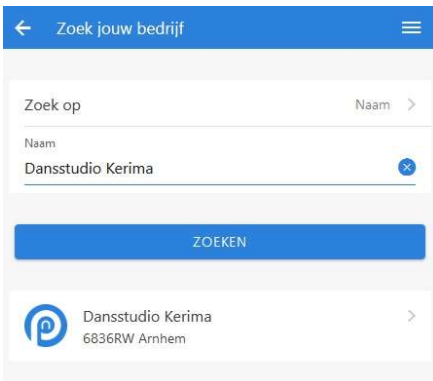 Zoek jouw bedrijf
Zoek op Naam
Naam
Dansstudio Kerima
ZOEKEN
Dansstudio Kerima
6836RW Arnhem